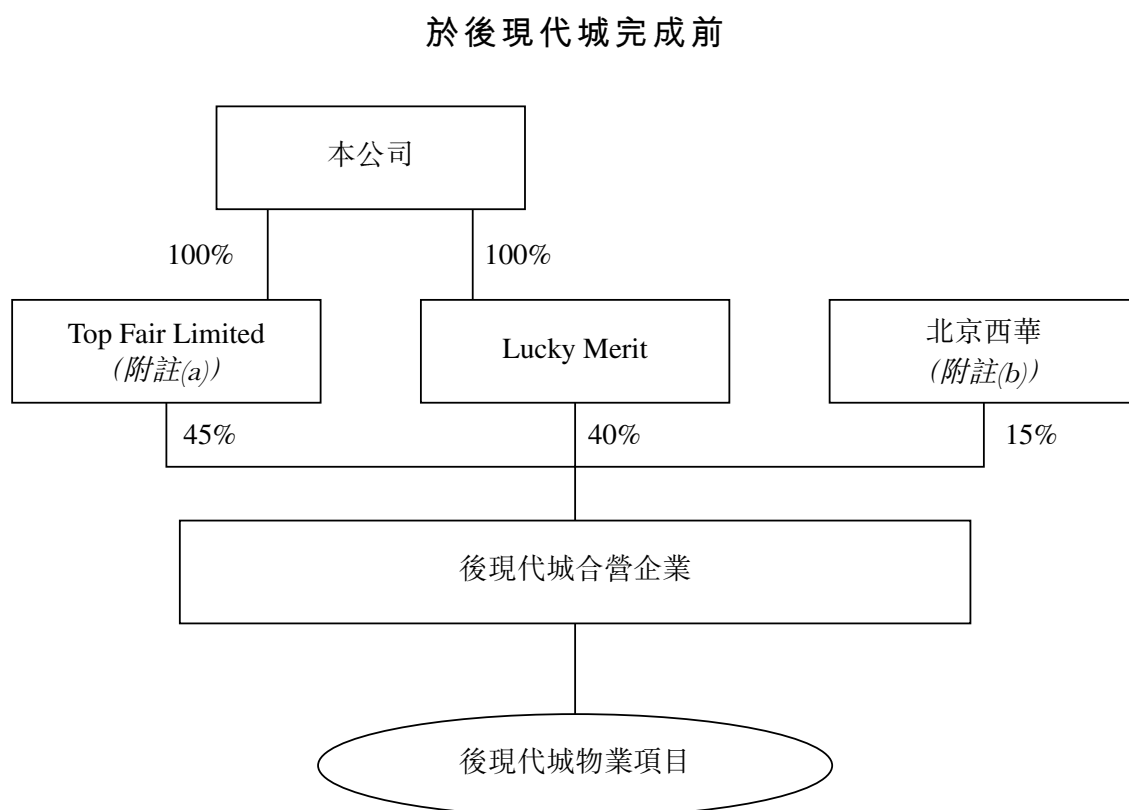 於後現代城完成前
本公司
100%
100%
Top Fair Limited
（附註(a)）
Lucky Merit
北京西華
（附註(b)）
45%
40%
15%
後現代城合營企業
後現代城物業項目